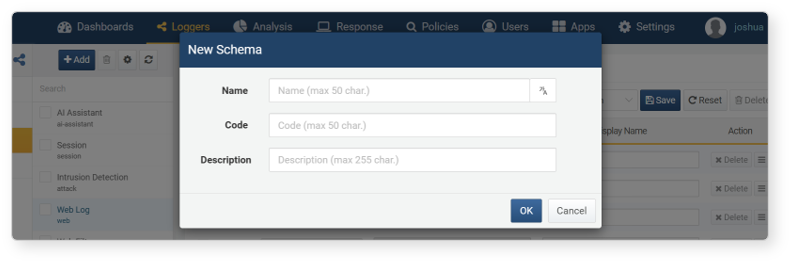 Dashboards Loggers Analysis Response Policies Users Apps Settings joshua
New Schema
+ Add
Search
AI Assistant
ai-assistant
Session
session
Intrusion Detection
attack
Web Log
web
Name
Name (max 50 char.)
Code
Code (max 50 char.)
Description
Description (max 255 char.)
OK Cancel
Save Reset Delete
splay Name Action
Delete
Delete
Delete